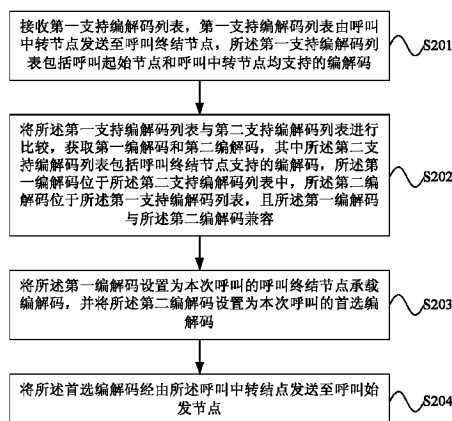 接收第一支持编解码列表，第一支持编解码列表由呼叫
中转节点发送至呼叫终结节点，所述第一支持编解码列
表包括呼叫起始节点和呼叫中转节点均支持的编解码
S201
将所述第一支持编解码列表与第二支持编解码列表进行
比较，获取第一编解码和第二编解码，其中所述第二支
持编解码列表包括呼叫终结节点支持的编解码，所述第
一编解码位于所述第二支持编解码列表中，所述第二编
解码位于所述第一支持编解码列表，且所述第一编解码
与所述第二编解码兼容
S202
将所述第一编解码设置为本次呼叫的呼叫终结节点承载
编解码，并将所述第二编解码设置为本次呼叫的首选编
解码
S203
将所述首选编解码经由所述呼叫中转结点发送至呼叫始
发节点
S204